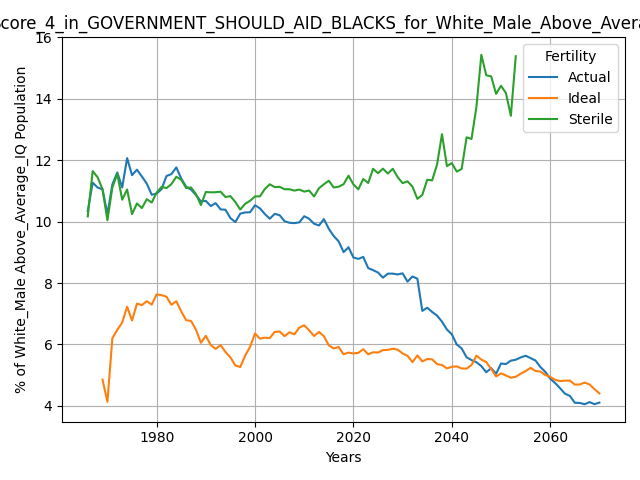 core_4_in_GOVERNMENT_SHOULD_AID_BLACKS_for_White_Male_Above_Avera
% of White_Male Above_Average_IQ Population
16
14
12
10
8
6
4
Fertility
Actual
Ideal
Sterile
1980
2000
2020
2040
2060
Years